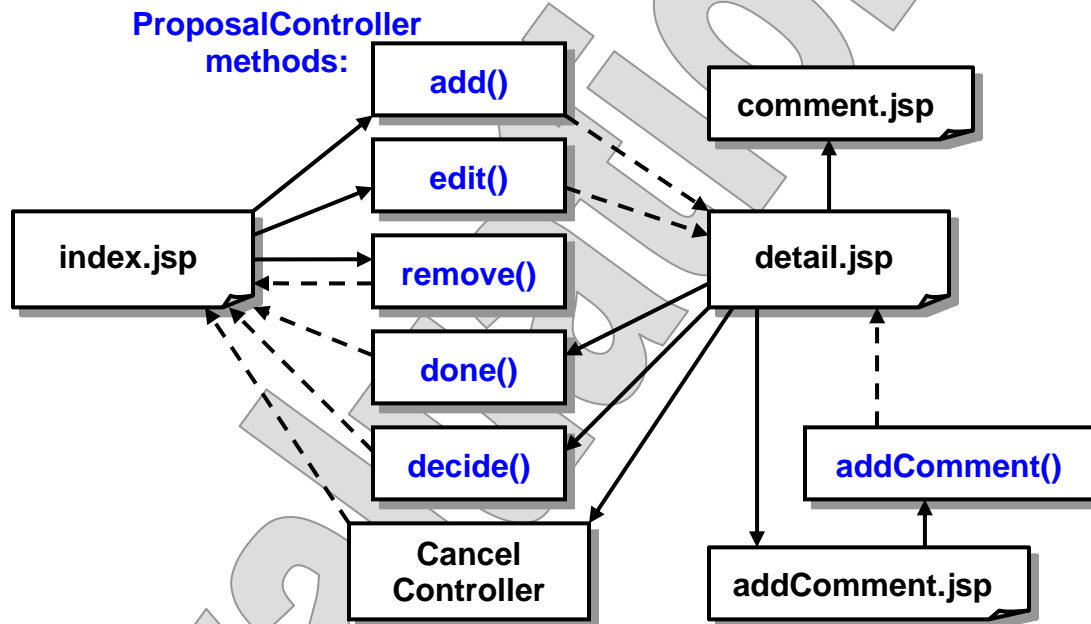 ProposalController
methods:
add()
comment.jsp
edit()
index.jsp
remove()
detail.jsp
done()
decide()
addComment()
Cancel
Controller
addComment.jsp